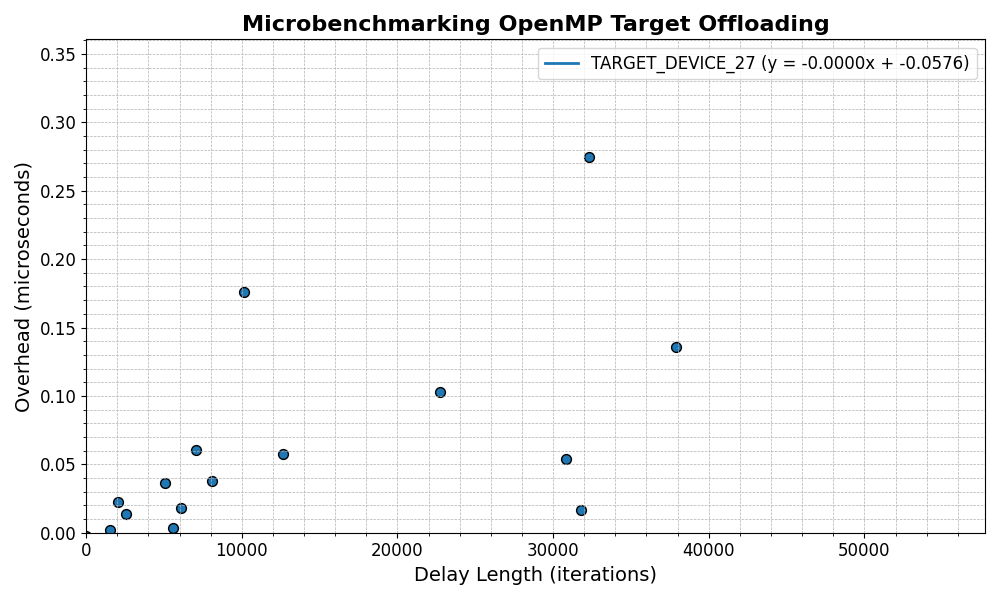 Microbenchmarking OpenMP Target Offloading
TARGET_DEVICE_27 (y = -0.0000x + -0.0576)
Overhead (microseconds)
0.35
0.30
0.25
0.20
0.15
0.10
0.05
0.00
0 10000 20000 30000 40000 50000
Delay Length (iterations)